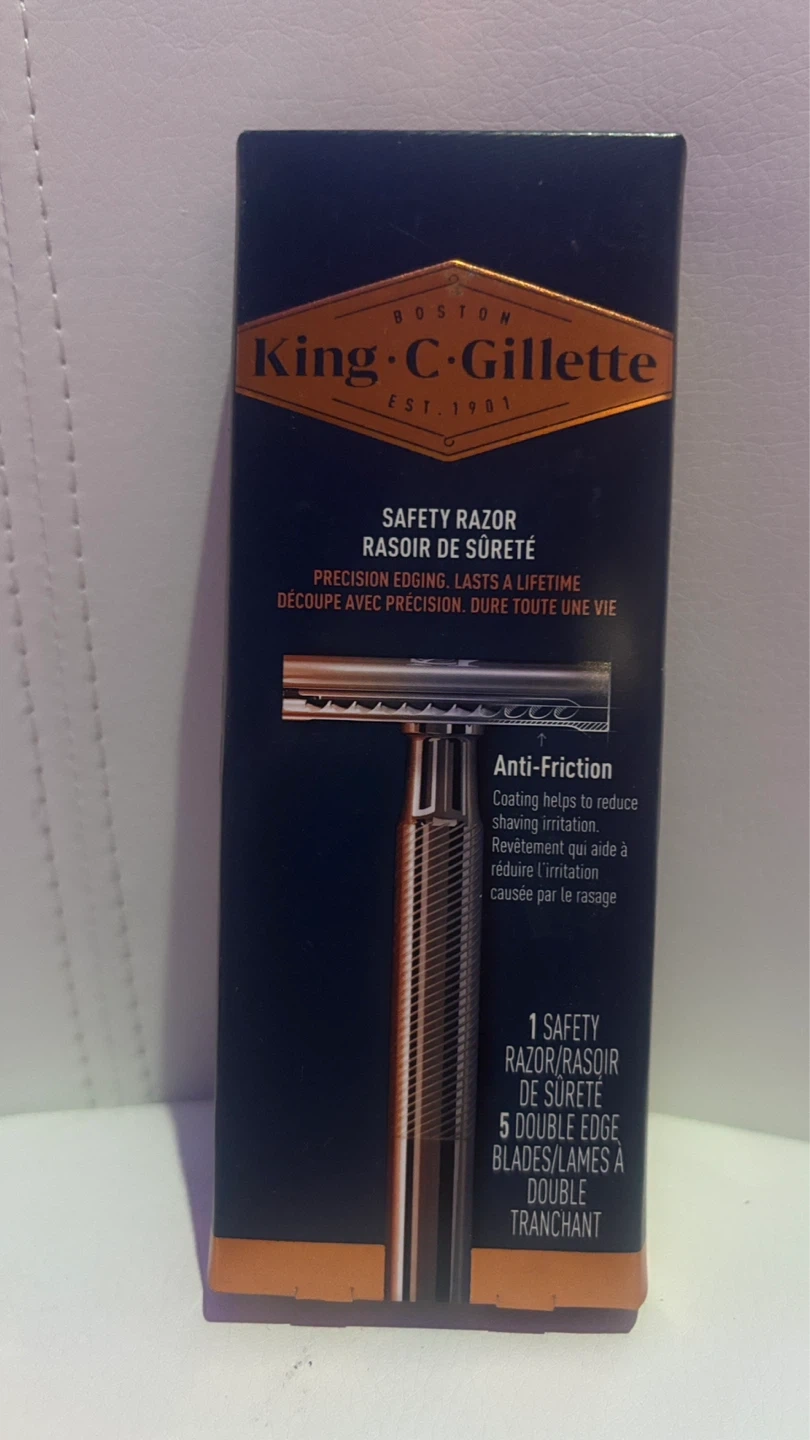 BOSTON
King·C·Gillette
EST. 1901
SAFETY RAZOR
RASOIR DE SÛRETÉ
PRECISION EDGING. LASTS A LIFETIME
DÉCOUPE AVEC PRÉCISION. DURE TOUTE UNE VIE
Anti-Friction
Coating helps to reduce
shaving irritation.
Revêtement qui aide à
réduire l'irritation
causée par le rasage
1 SAFETY
RAZOR/RASOIR
DE SÛRETÉ
5 DOUBLE EDGE
BLADES/LAMES À
DOUBLE
TRANCHANT